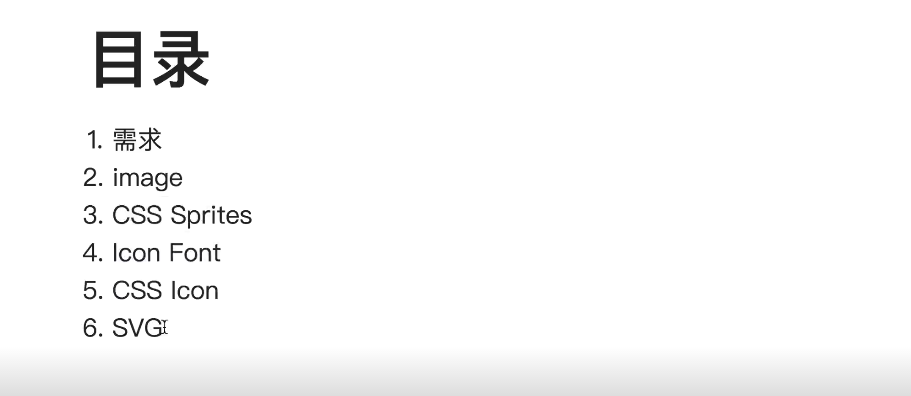 目录
1. 需求
2. image
3. CSS Sprites
4. Icon Font
5. CSS Icon
6. SVG